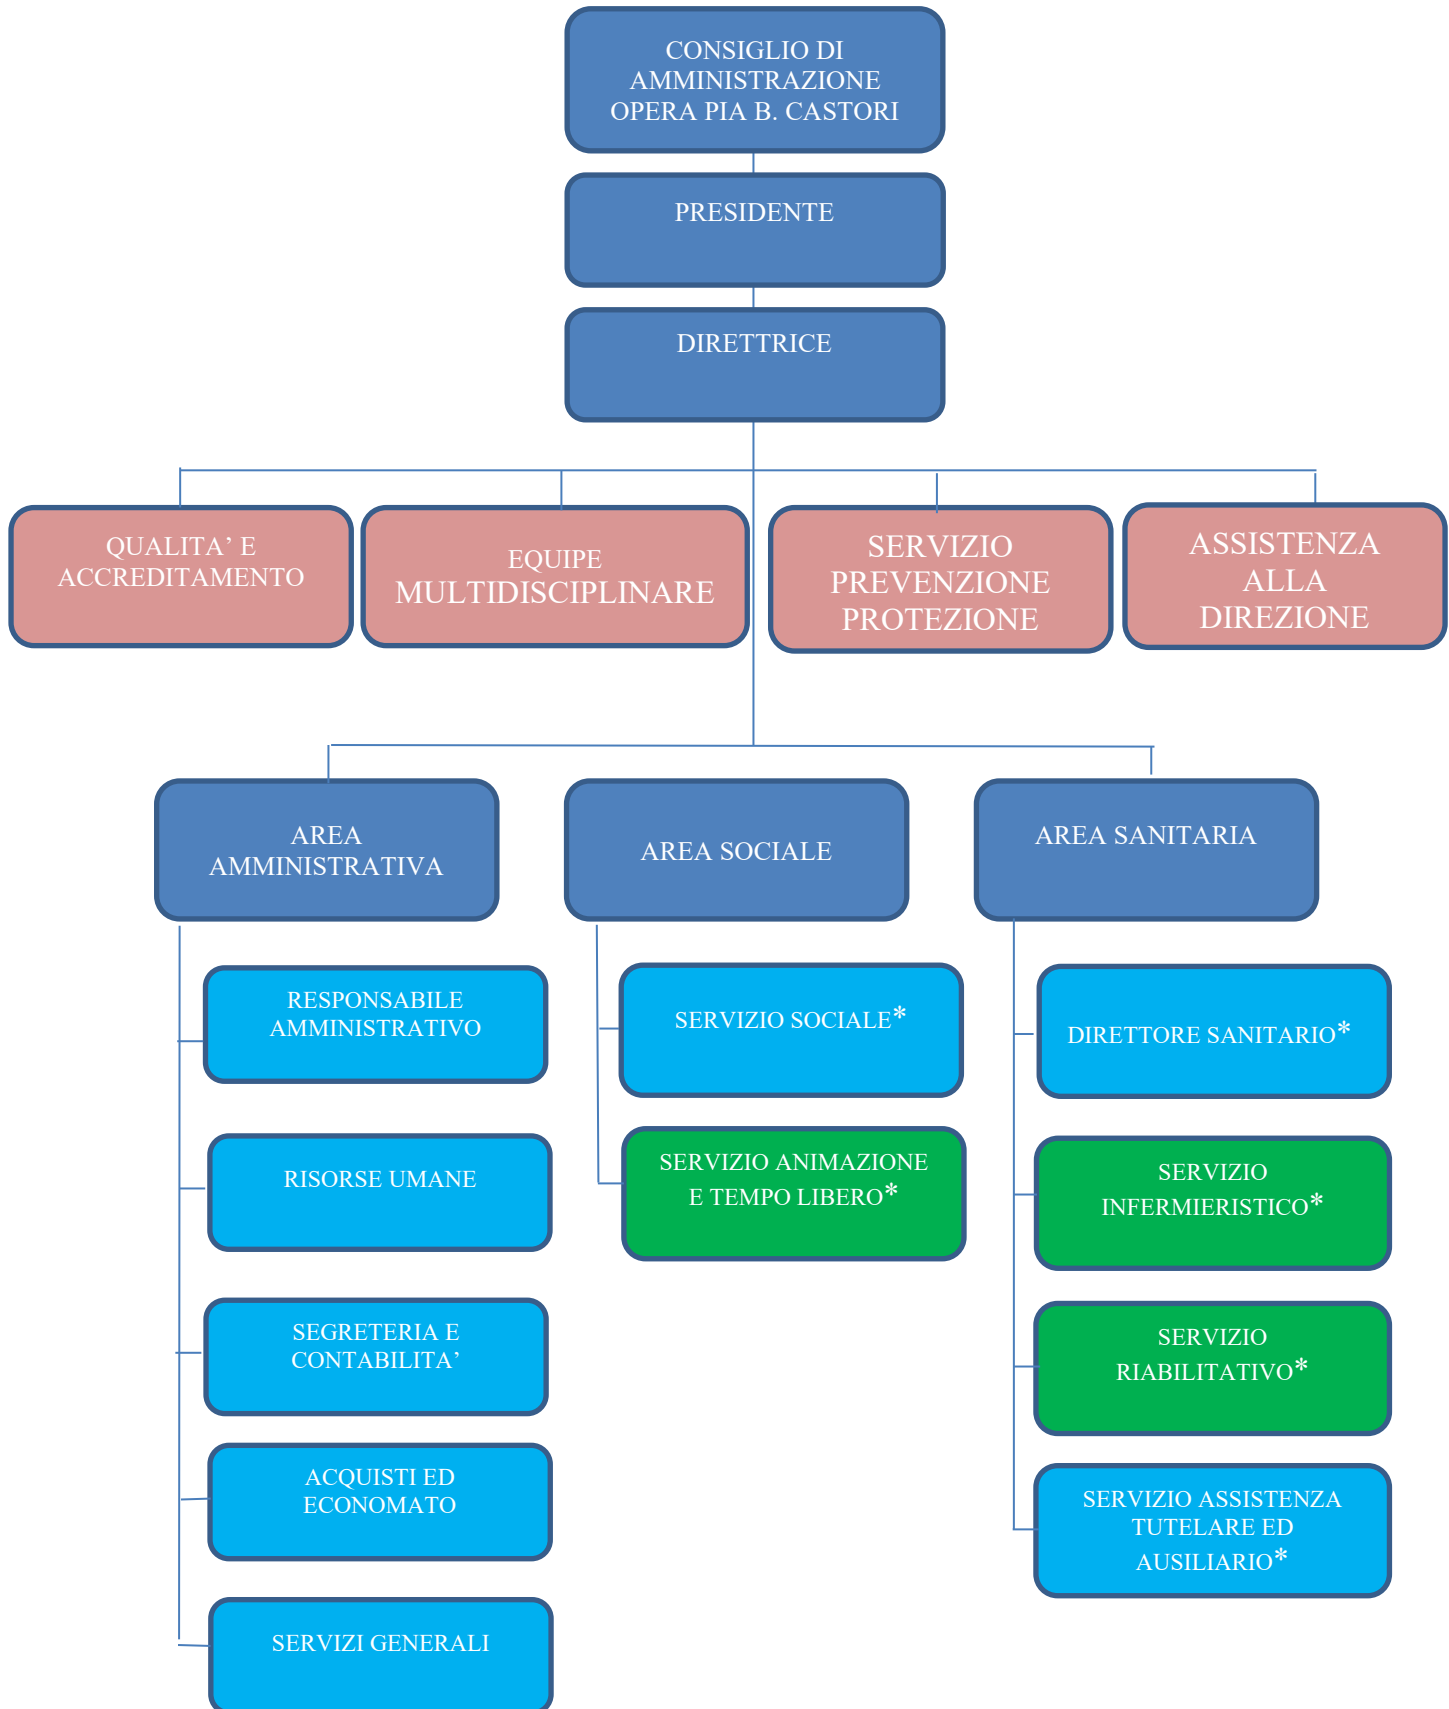 CONSIGLIO DI
AMMINISTRAZIONE
OPERA PIA B. CASTORI
PRESIDENTE
DIRETTRICE
QUALITA’ E
ACCREDITAMENTO
EQUIPE
MULTIDISCIPLINARE
SERVIZIO
PREVENZIONE
PROTEZIONE
ASSISTENZA
ALLA
DIREZIONE
AREA
AMMINISTRATIVA
AREA SOCIALE
AREA SANITARIA
RESPONSABILE
AMMINISTRATIVO
RISORSE UMANE
SEGRETERIA E
CONTABILITA’
ACQUISTI ED
ECONOMATO
SERVIZI GENERALI
SERVIZIO SOCIALE*
SERVIZIO ANIMAZIONE
E TEMPO LIBERO*
DIRETTORE SANITARIO*
SERVIZIO
INFERMIERISTICO*
SERVIZIO
RIABILITATIVO*
SERVIZIO ASSISTENZA
TUTELARE ED
AUSILIARIO*